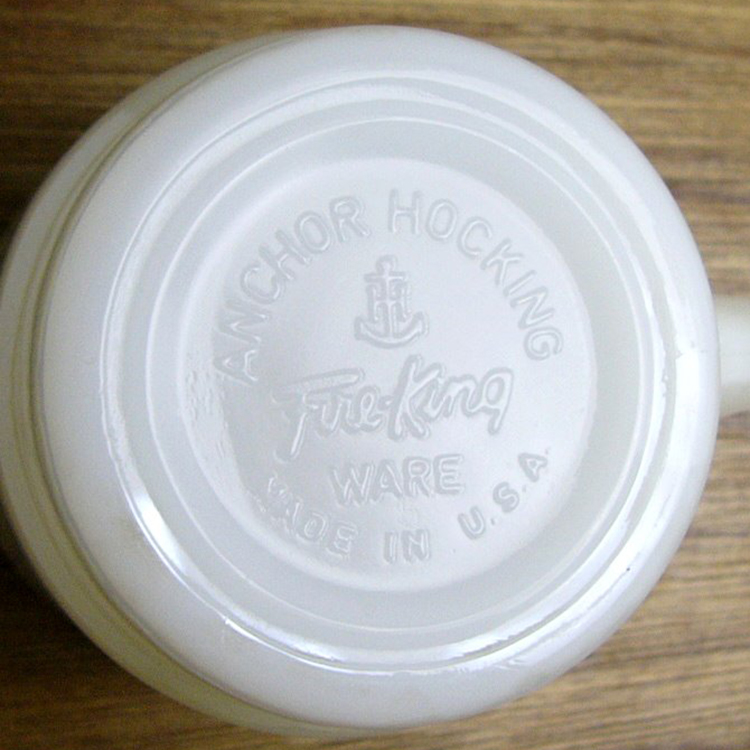 ANCHOR HOCKING
Fire-King
WARE
MADE IN U.S.A.